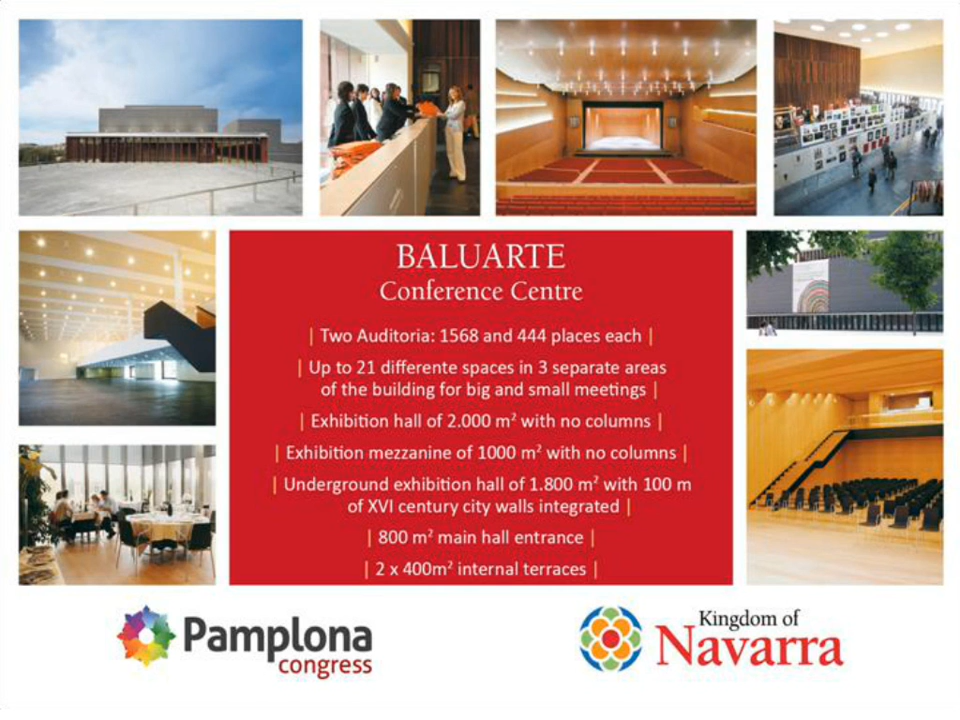 BALUARTE
Conference Centre
| Two Auditoria: 1568 and 444 places each |
| Up to 21 differente spaces in 3 separate areas
of the building for big and small meetings |
| Exhibition hall of 2.000 m² with no columns |
| Exhibition mezzanine of 1000 m² with no columns |
| Underground exhibition hall of 1.800 m² with 100 m
of XVI century city walls integrated |
| 800 m² main hall entrance |
| 2 x 400m² internal terraces |
Pamplona
congress
Kingdom of
Navarra